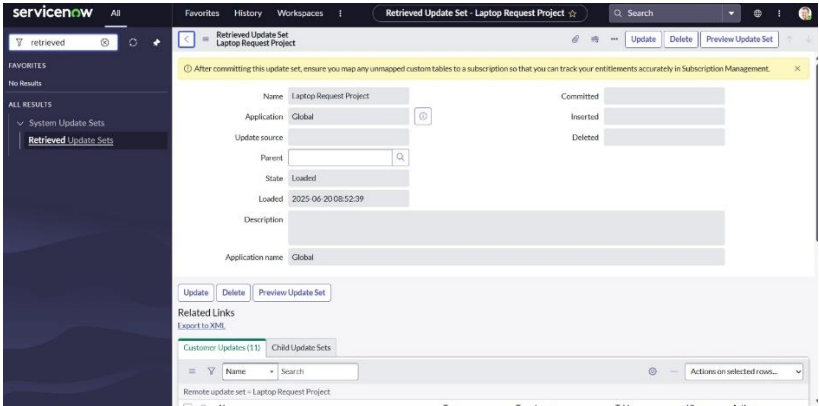 servicenow All Favorites History Workspaces Retrieved Update Set - Laptop Request Project Search
retrieved
FAVORITES
No Results
ALL RESULTS
System Update Sets
Retrieved Update Sets
Retrieved Update Set
Laptop Request Project
Update Delete Preview Update Set
After committing this update set, ensure you map any unmapped custom tables to a subscription so that you can track your entitlements accurately in Subscription Management.
Name Laptop Request Project Committed
Application Global Inserted
Update source Deleted
Parent
State Loaded
Loaded 2025-06-20 08:52:39
Description
Application name Global
Update Delete Preview Update Set
Related Links
Export to XML
Customer Updates (11) Child Update Sets
Name Search Actions on selected rows...
Remote update set – Laptop Request Project